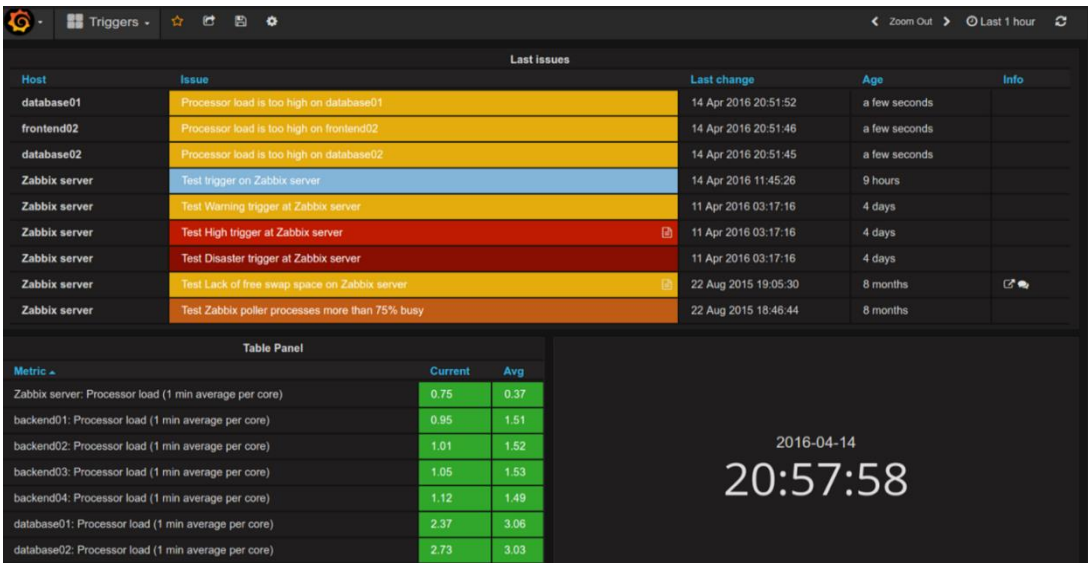 Triggers
Zoom Out Last 1 hour
Last issues
Host Issue Last change Age Info
database01 Processor load is too high on database01 14 Apr 2016 20:51:52 a few seconds
frontend02 Processor load is too high on frontend02 14 Apr 2016 20:51:46 a few seconds
database02 Processor load is too high on database02 14 Apr 2016 20:51:45 a few seconds
Zabbix server Test trigger on Zabbix server 14 Apr 2016 11:45:26 9 hours
Zabbix server Test Warning trigger at Zabbix server 11 Apr 2016 03:17:16 4 days
Zabbix server Test High trigger at Zabbix server 11 Apr 2016 03:17:16 4 days
Zabbix server Test Disaster trigger at Zabbix server 11 Apr 2016 03:17:16 4 days
Zabbix server Test Lack of free swap space on Zabbix server 22 Aug 2015 19:05:30 8 months
Zabbix server Test Zabbix poller processes more than 75% busy 22 Aug 2015 18:46:44 8 months
Table Panel
Metric Current Avg
Zabbix server: Processor load (1 min average per core) 0.75 0.37
backend01: Processor load (1 min average per core) 0.95 1.51
backend02: Processor load (1 min average per core) 1.01 1.52
backend03: Processor load (1 min average per core) 1.05 1.53
backend04: Processor load (1 min average per core) 1.12 1.49
database01: Processor load (1 min average per core) 2.37 3.06
database02: Processor load (1 min average per core) 2.73 3.03
2016-04-14
20:57:58